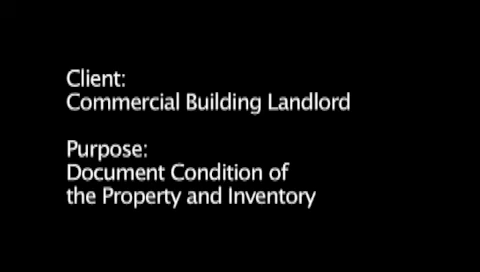 Client:
Commercial Building Landlord
Purpose:
Document Condition of
the Property and Inventory